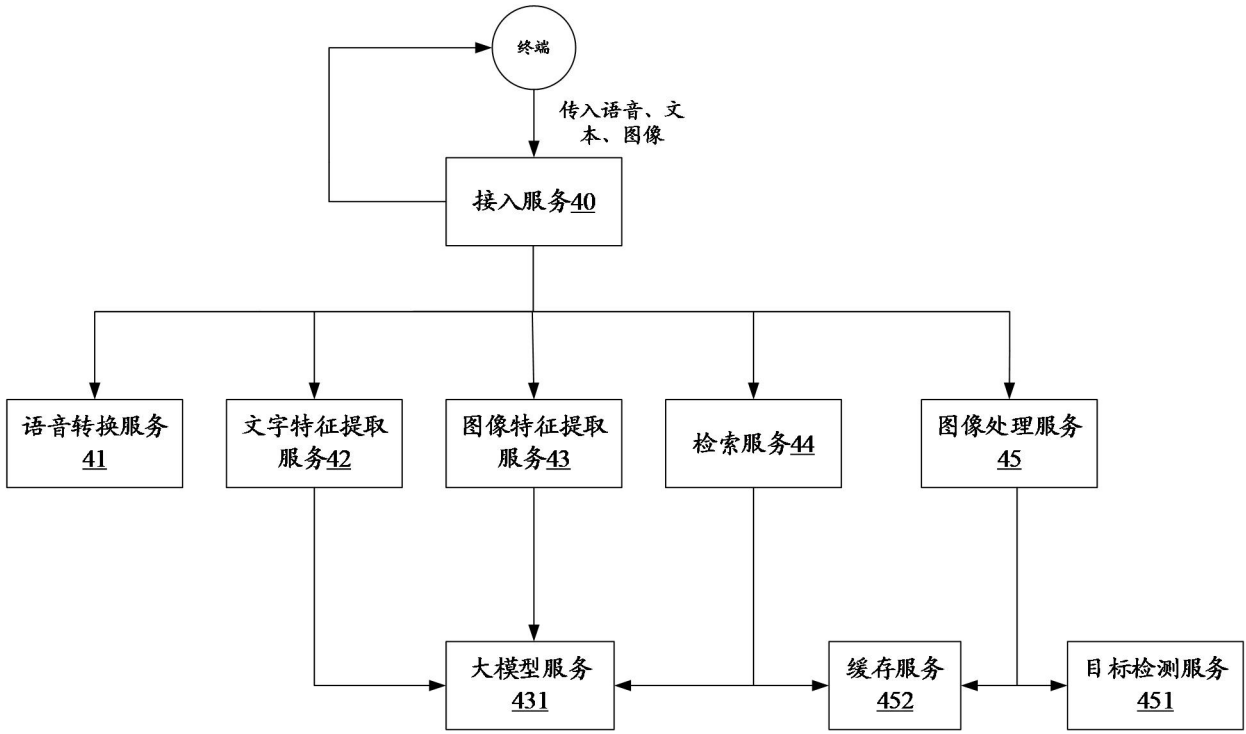 终端
传入语音、文
本、图像
接入服务40
语音转换服务
41
文字特征提取
服务42
图像特征提取
服务43
检索服务44
图像处理服务
45
大模型服务
431
缓存服务
452
目标检测服务
451